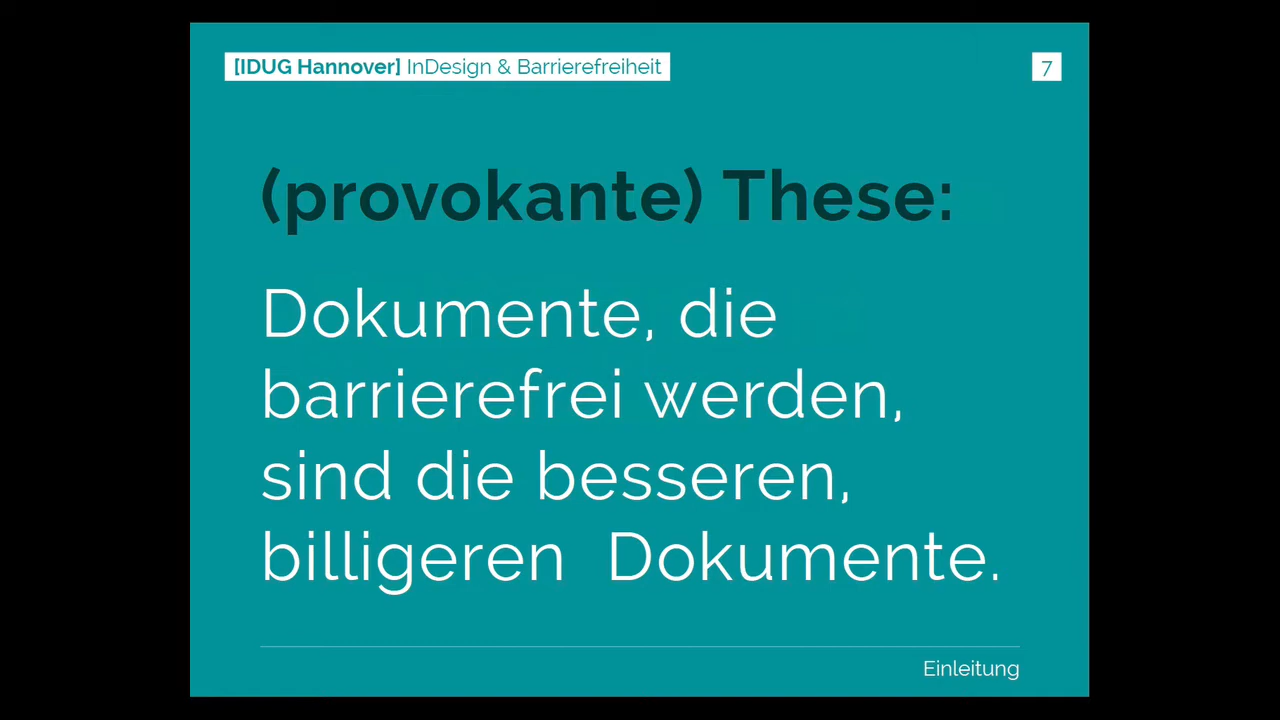 [IDUG Hannover] InDesign & Barrierefreiheit
7
(provokante) These:
Dokumente, die
barrierefrei werden,
sind die besseren,
billigeren  Dokumente.
Einleitung